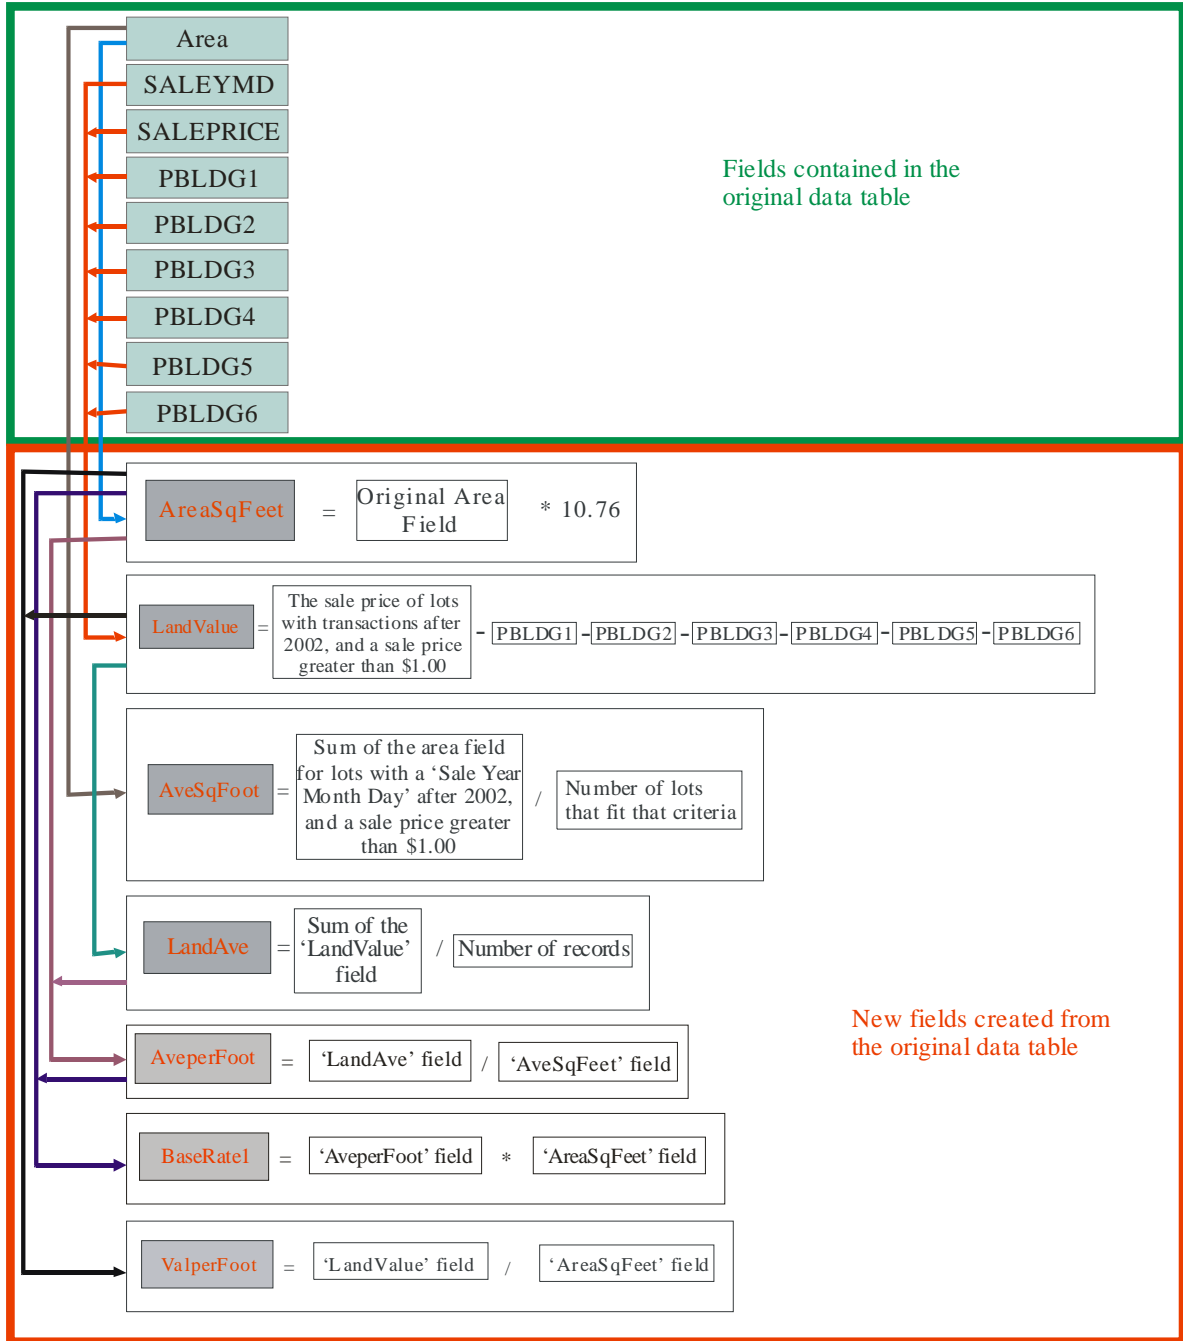 Area
SALEYMD
SALEPRICE
PBLDG1
PBLDG2
PBLDG3
PBLDG4
PBLDG5
PBLDG6
Fields contained in the
original data table
AreaSqFeet = Original Area
Field * 10.76
LandValue = The sale price of lots
with transactions after
2002, and a sale price
greater than $1.00
- PBLDG1 - PBLDG2 - PBLDG3 - PBLDG4 - PBLDG5 - PBLDG6
AveSqFoot = Sum of the area field
for lots with a ‘Sale Year
Month Day’ after 2002,
and a sale price greater
than $1.00
/ Number of lots
that fit that criteria
LandAve = Sum of the
‘LandValue’
field
/ Number of records
New fields created from
the original data table
AveperFoot = ‘LandAve’ field / ‘AveSqFeet’ field
BaseRate1 = ‘AveperFoot’ field * ‘AreaSqFeet’ field
ValperFoot = ‘LandValue’ field / ‘AreaSqFeet’ field